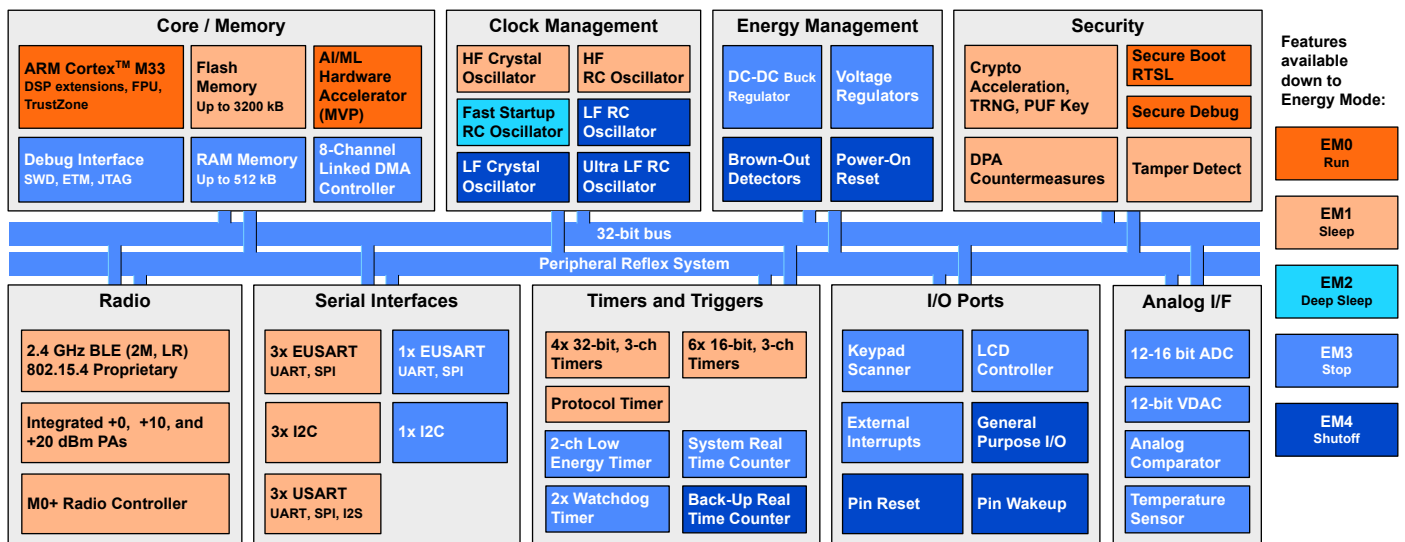 Core / Memory
ARM Cortex™ M33
DSP extensions, FPU,
TrustZone
Flash
Memory
Up to 3200 kB
AI/ML
Hardware
Accelerator
(MVP)
Debug Interface
SWD, ETM, JTAG
RAM Memory
Up to 512 kB
8-Channel
Linked DMA
Controller
Clock Management
HF Crystal
Oscillator
HF
RC Oscillator
Fast Startup
RC Oscillator
LF RC
Oscillator
LF Crystal
Oscillator
Ultra LF RC
Oscillator
Energy Management
DC-DC Buck
Regulator
Voltage
Regulators
Brown-Out
Detectors
Power-On
Reset
Security
Crypto
Acceleration,
TRNG, PUF Key
Secure Boot
RTSL
Secure Debug
DPA
Countermeasures
Tamper Detect
32-bit bus
Peripheral Reflex System
Radio
2.4 GHz BLE (2M, LR)
802.15.4 Proprietary
Integrated +0, +10, and
+20 dBm PAs
M0+ Radio Controller
Serial Interfaces
3x EUSART
UART, SPI
1x EUSART
UART, SPI
3x I2C
1x I2C
3x USART
UART, SPI, I2S
Timers and Triggers
4x 32-bit, 3-ch
Timers
6x 16-bit, 3-ch
Timers
Protocol Timer
2-ch Low
Energy Timer
System Real
Time Counter
2x Watchdog
Timer
Back-Up Real
Time Counter
I/O Ports
Keypad
Scanner
LCD
Controller
External
Interrupts
General
Purpose I/O
Pin Reset
Pin Wakeup
Analog I/F
12-16 bit ADC
12-bit VDAC
Analog
Comparator
Temperature
Sensor
Features
available
down to
Energy Mode:
EM0
Run
EM1
Sleep
EM2
Deep Sleep
EM3
Stop
EM4
Shutoff